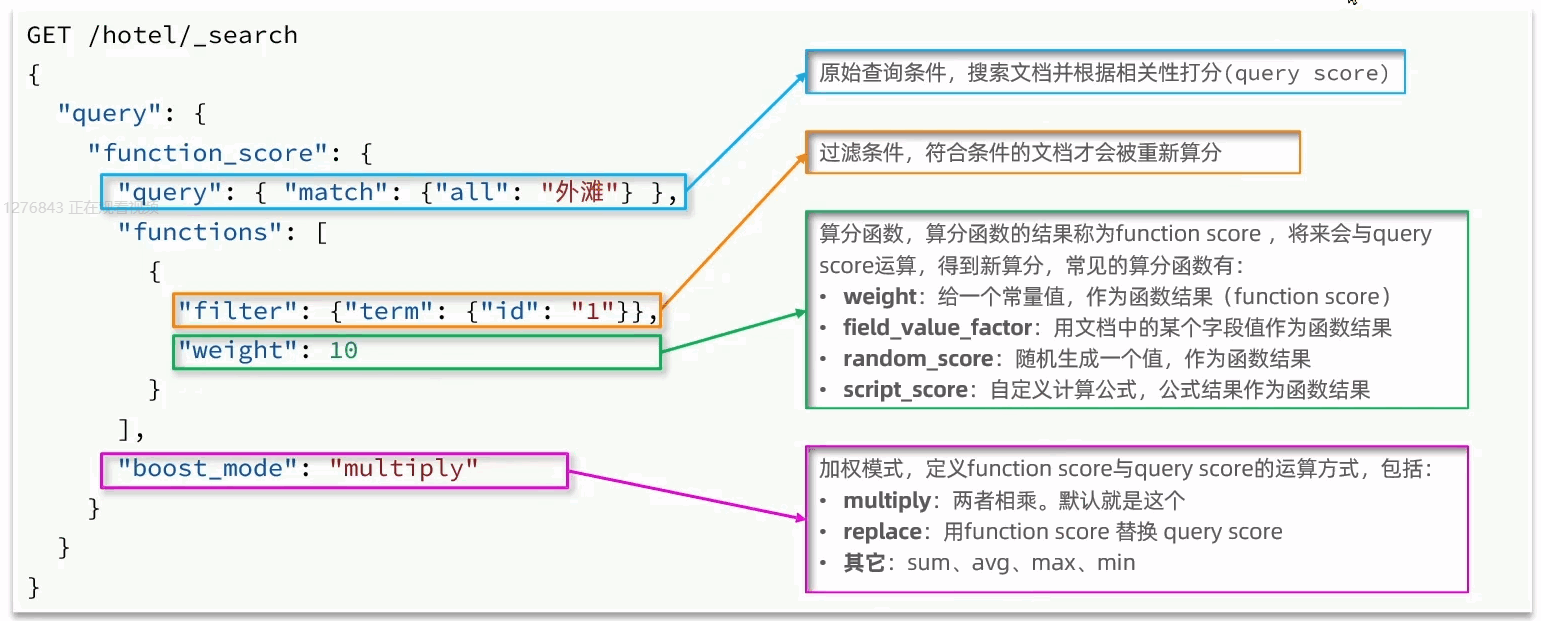 GET /hotel/_search
{
"query": {
"function_score": {
"query": { "match": {"all": "外滩"} },
1276843 正在观看视频
"functions": [
{
"filter": {"term": {"id": "1"}},
"weight": 10
}
],
"boost_mode": "multiply"
}
}
}
原始查询条件，搜索文档并根据相关性打分(query score)
过滤条件，符合条件的文档才会被重新算分
算分函数，算分函数的结果称为function score ，将来会与query
score运算，得到新算分，常见的算分函数有：
• weight：给一个常量值，作为函数结果（function score）
• field_value_factor：用文档中的某个字段值作为函数结果
• random_score：随机生成一个值，作为函数结果
• script_score：自定义计算公式，公式结果作为函数结果
加权模式，定义function score与query score的运算方式，包括：
• multiply：两者相乘。默认就是这个
• replace：用function score 替换 query score
• 其它：sum、avg、max、min